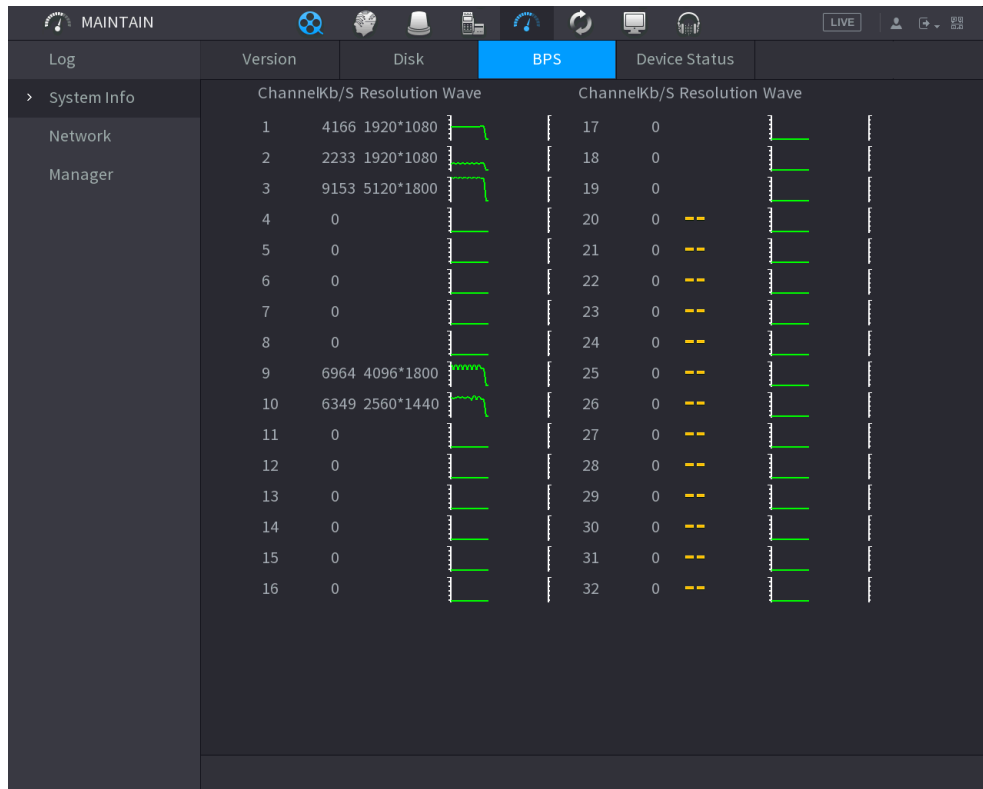 MAINTAIN LIVE
Log Version Disk BPS Device Status
System Info
Network
Manager
Channel Kb/S Resolution Wave Channel Kb/S Resolution Wave
1 4166 1920*1080 17 0
2 2233 1920*1080 18 0
3 9153 5120*1800 19 0
4 0 20 0 --
5 0 21 0 --
6 0 22 0 --
7 0 23 0 --
8 0 24 0 --
9 6964 4096*1800 25 0 --
10 6349 2560*1440 26 0 --
11 0 27 0 --
12 0 28 0 --
13 0 29 0 --
14 0 30 0 --
15 0 31 0 --
16 0 32 0 --